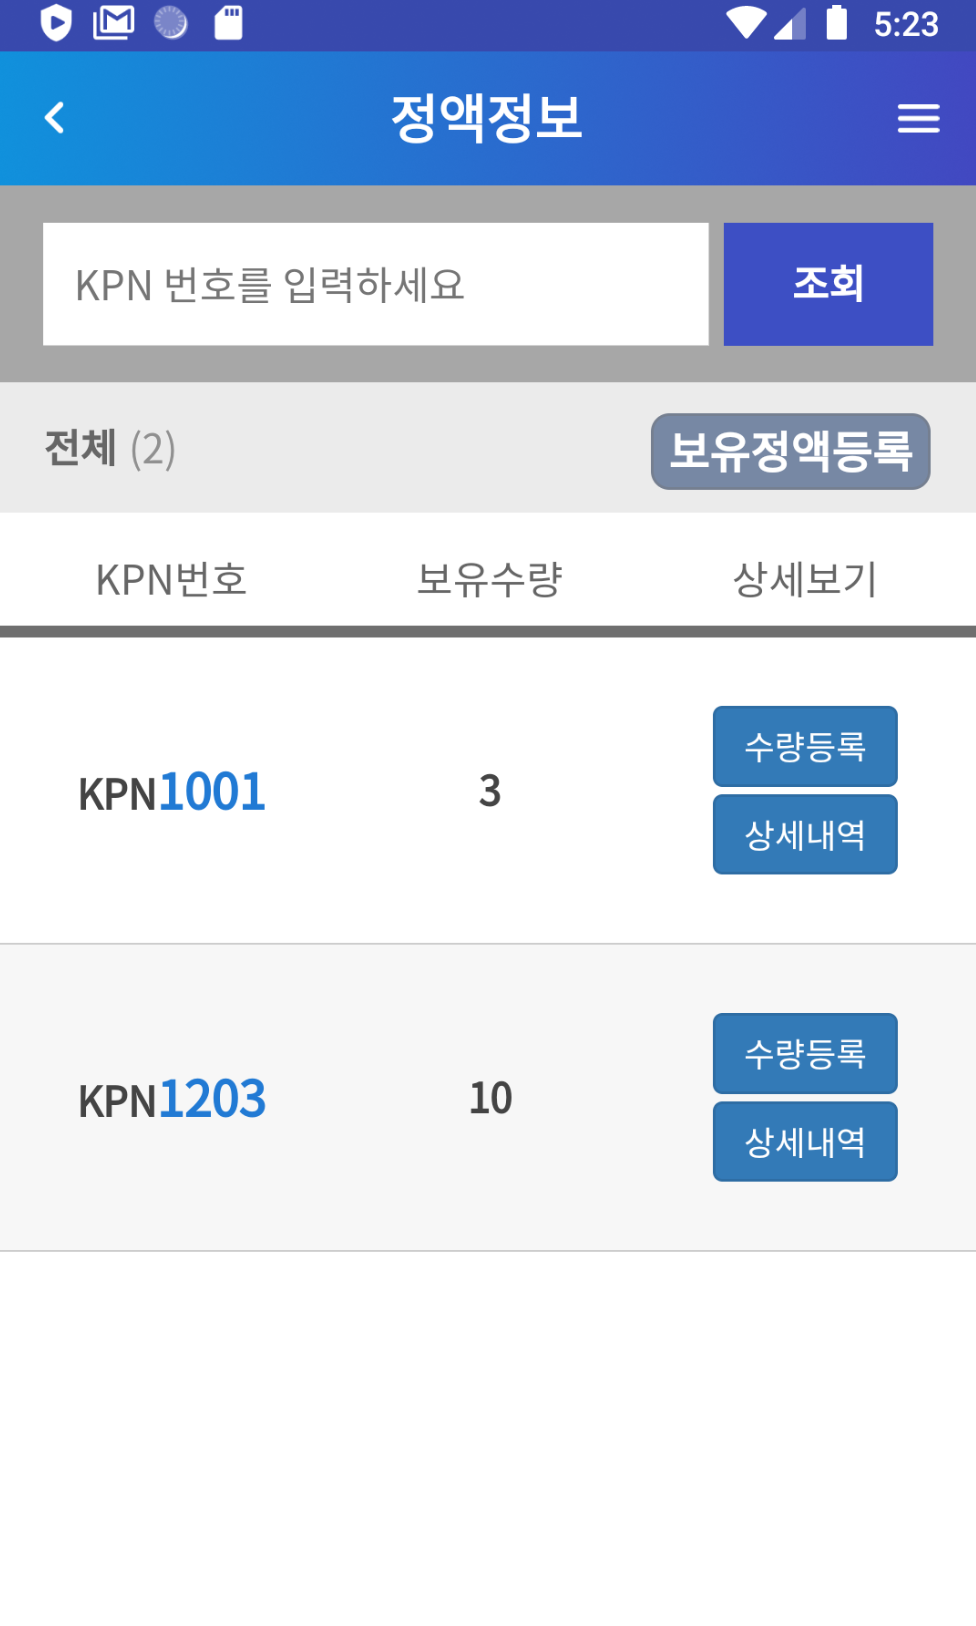 5:23
정액정보
KPN 번호를 입력하세요 조회
전체 (2) 보유정액등록
KPN번호 보유수량 상세보기
수량등록
KPN1001 3
상세내역
수량등록
KPN1203 10
상세내역